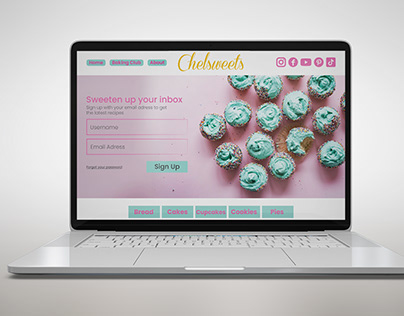 Home Baking Club About Chelsweets
Sweeten up your inbox
Sign up with your email adress to get
the latest recipes
Username
Email Adress
Forgot your password
Sign Up
Bread Cakes Cupcakes Cookies Pies